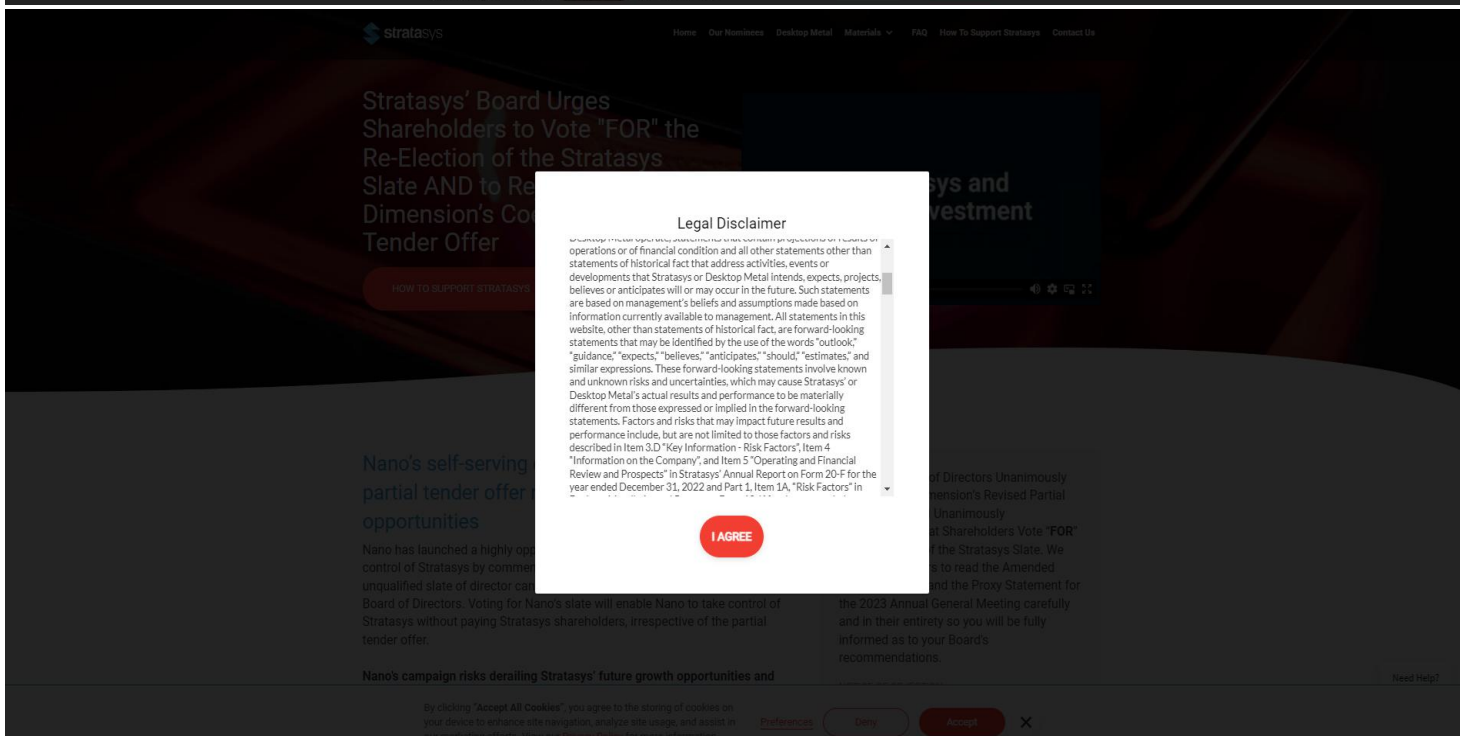 stratasys
Home Our Nominees Desktop Metal Materials FAQ How To Support Stratasys Contact Us
Stratasys' Board Urges
Shareholders to Vote "FOR" the
Re-Election of the Stratasys
Slate AND to Re
Dimension's Co
Tender Offer
HOW TO SUPPORT STRATASYS
sys and
vestment
Legal Disclaimer
Desktop Metal operate, statements that contain projections of results of
operations or of financial condition and all other statements other than
statements of historical fact that address activities, events or
developments that Stratasys or Desktop Metal intends, expects, projects,
believes or anticipates will or may occur in the future. Such statements
are based on management's beliefs and assumptions made based on
information currently available to management. All statements in this
website, other than statements of historical fact, are forward-looking
statements that may be identified by the use of the words "outlook,"
"guidance," "expects," "believes," "anticipates," "should," "estimates," and
similar expressions. These forward-looking statements involve known
and unknown risks and uncertainties, which may cause Stratasys' or
Desktop Metal's actual results and performance to be materially
different from those expressed or implied in the forward-looking
statements. Factors and risks that may impact future results and
performance include, but are not limited to those factors and risks
described in Item 3.D "Key Information - Risk Factors", Item 4
"Information on the Company", and Item 5 "Operating and Financial
Review and Prospects" in Stratasys' Annual Report on Form 20-F for the
year ended December 31, 2022 and Part 1, Item 1A, "Risk Factors" in
I AGREE
Nano's self-serving
partial tender offer
opportunities
Nano has launched a highly opp
control of Stratasys by commen
unqualified slate of director can
Board of Directors. Voting for Nano's slate will enable Nano to take control of
Stratasys without paying Stratasys shareholders, irrespective of the partial
tender offer.
Nano's campaign risks derailing Stratasys' future growth opportunities and
of Directors Unanimously
mension's Revised Partial
Unanimously
at Shareholders Vote "FOR"
f the Stratasys Slate. We
s to read the Amended
and the Proxy Statement for
the 2023 Annual General Meeting carefully
and in their entirety so you will be fully
informed as to your Board's
recommendations.
Need Help?
By clicking "Accept All Cookies", you agree to the storing of cookies on
your device to enhance site navigation, analyze site usage, and assist in
Preferences Deny Accept